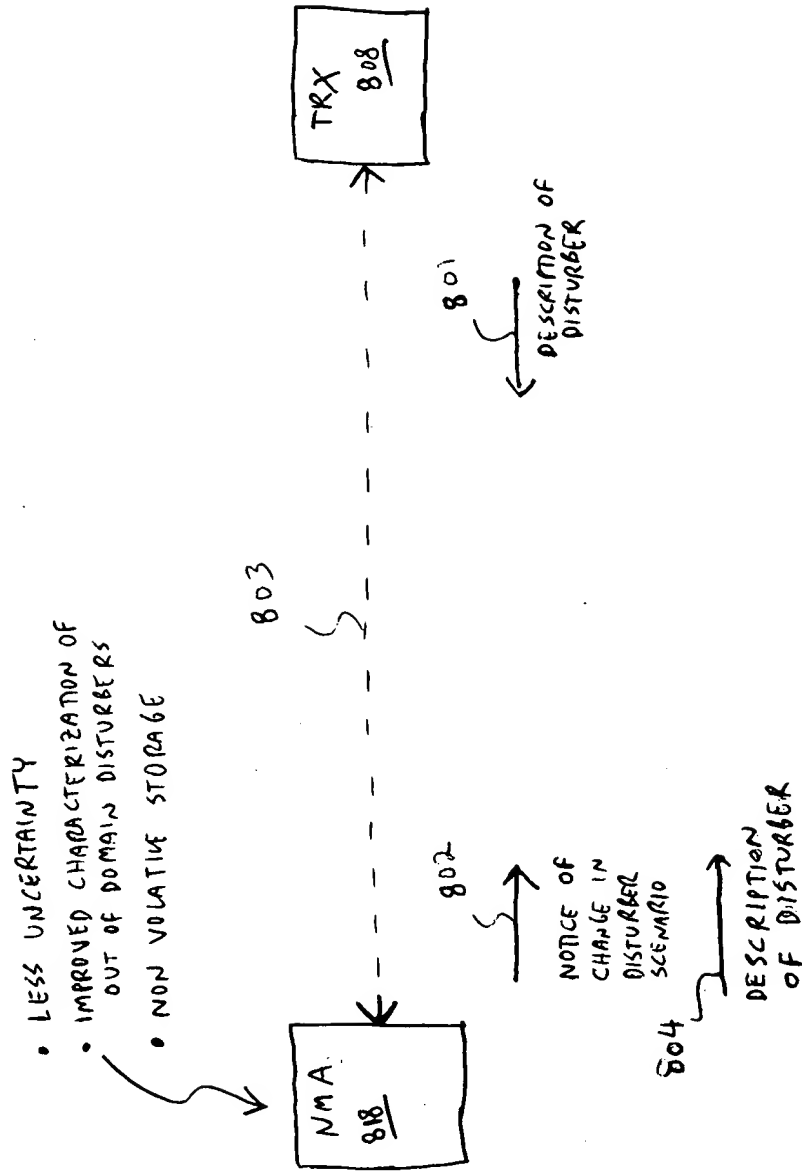 • LESS UNCERTAINTY
• IMPROVED CHARACTERIZATION OF
OUT OF DOMAIN DISTURBERS
• NON VOLATIVE STORAGE
NMA.
818
803
TRX
808
802
NOTICE OF
CHANGE IN
DISTURBER
SCENARIO
804
DESCRIPTION
OF DISTURBER
801
DESCRIPTION OF
DISTURBER